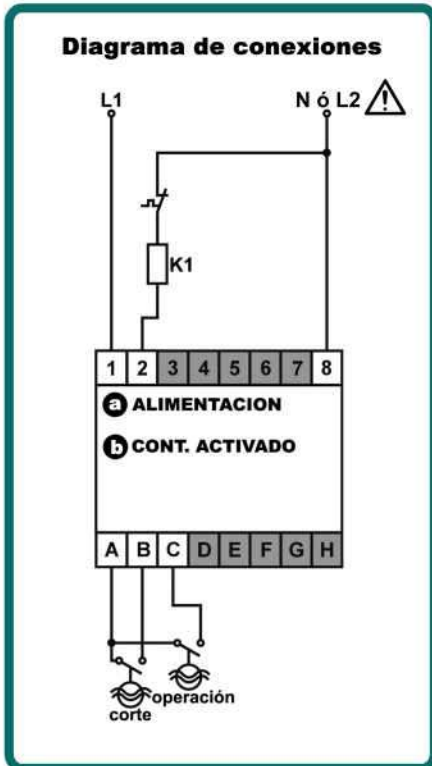 Diagrama de conexiones
L1 N ó L2
K1
1 2 3 4 5 6 7 8
a ALIMENTACION
b CONT. ACTIVADO
A B C D E F G H
operación
corte